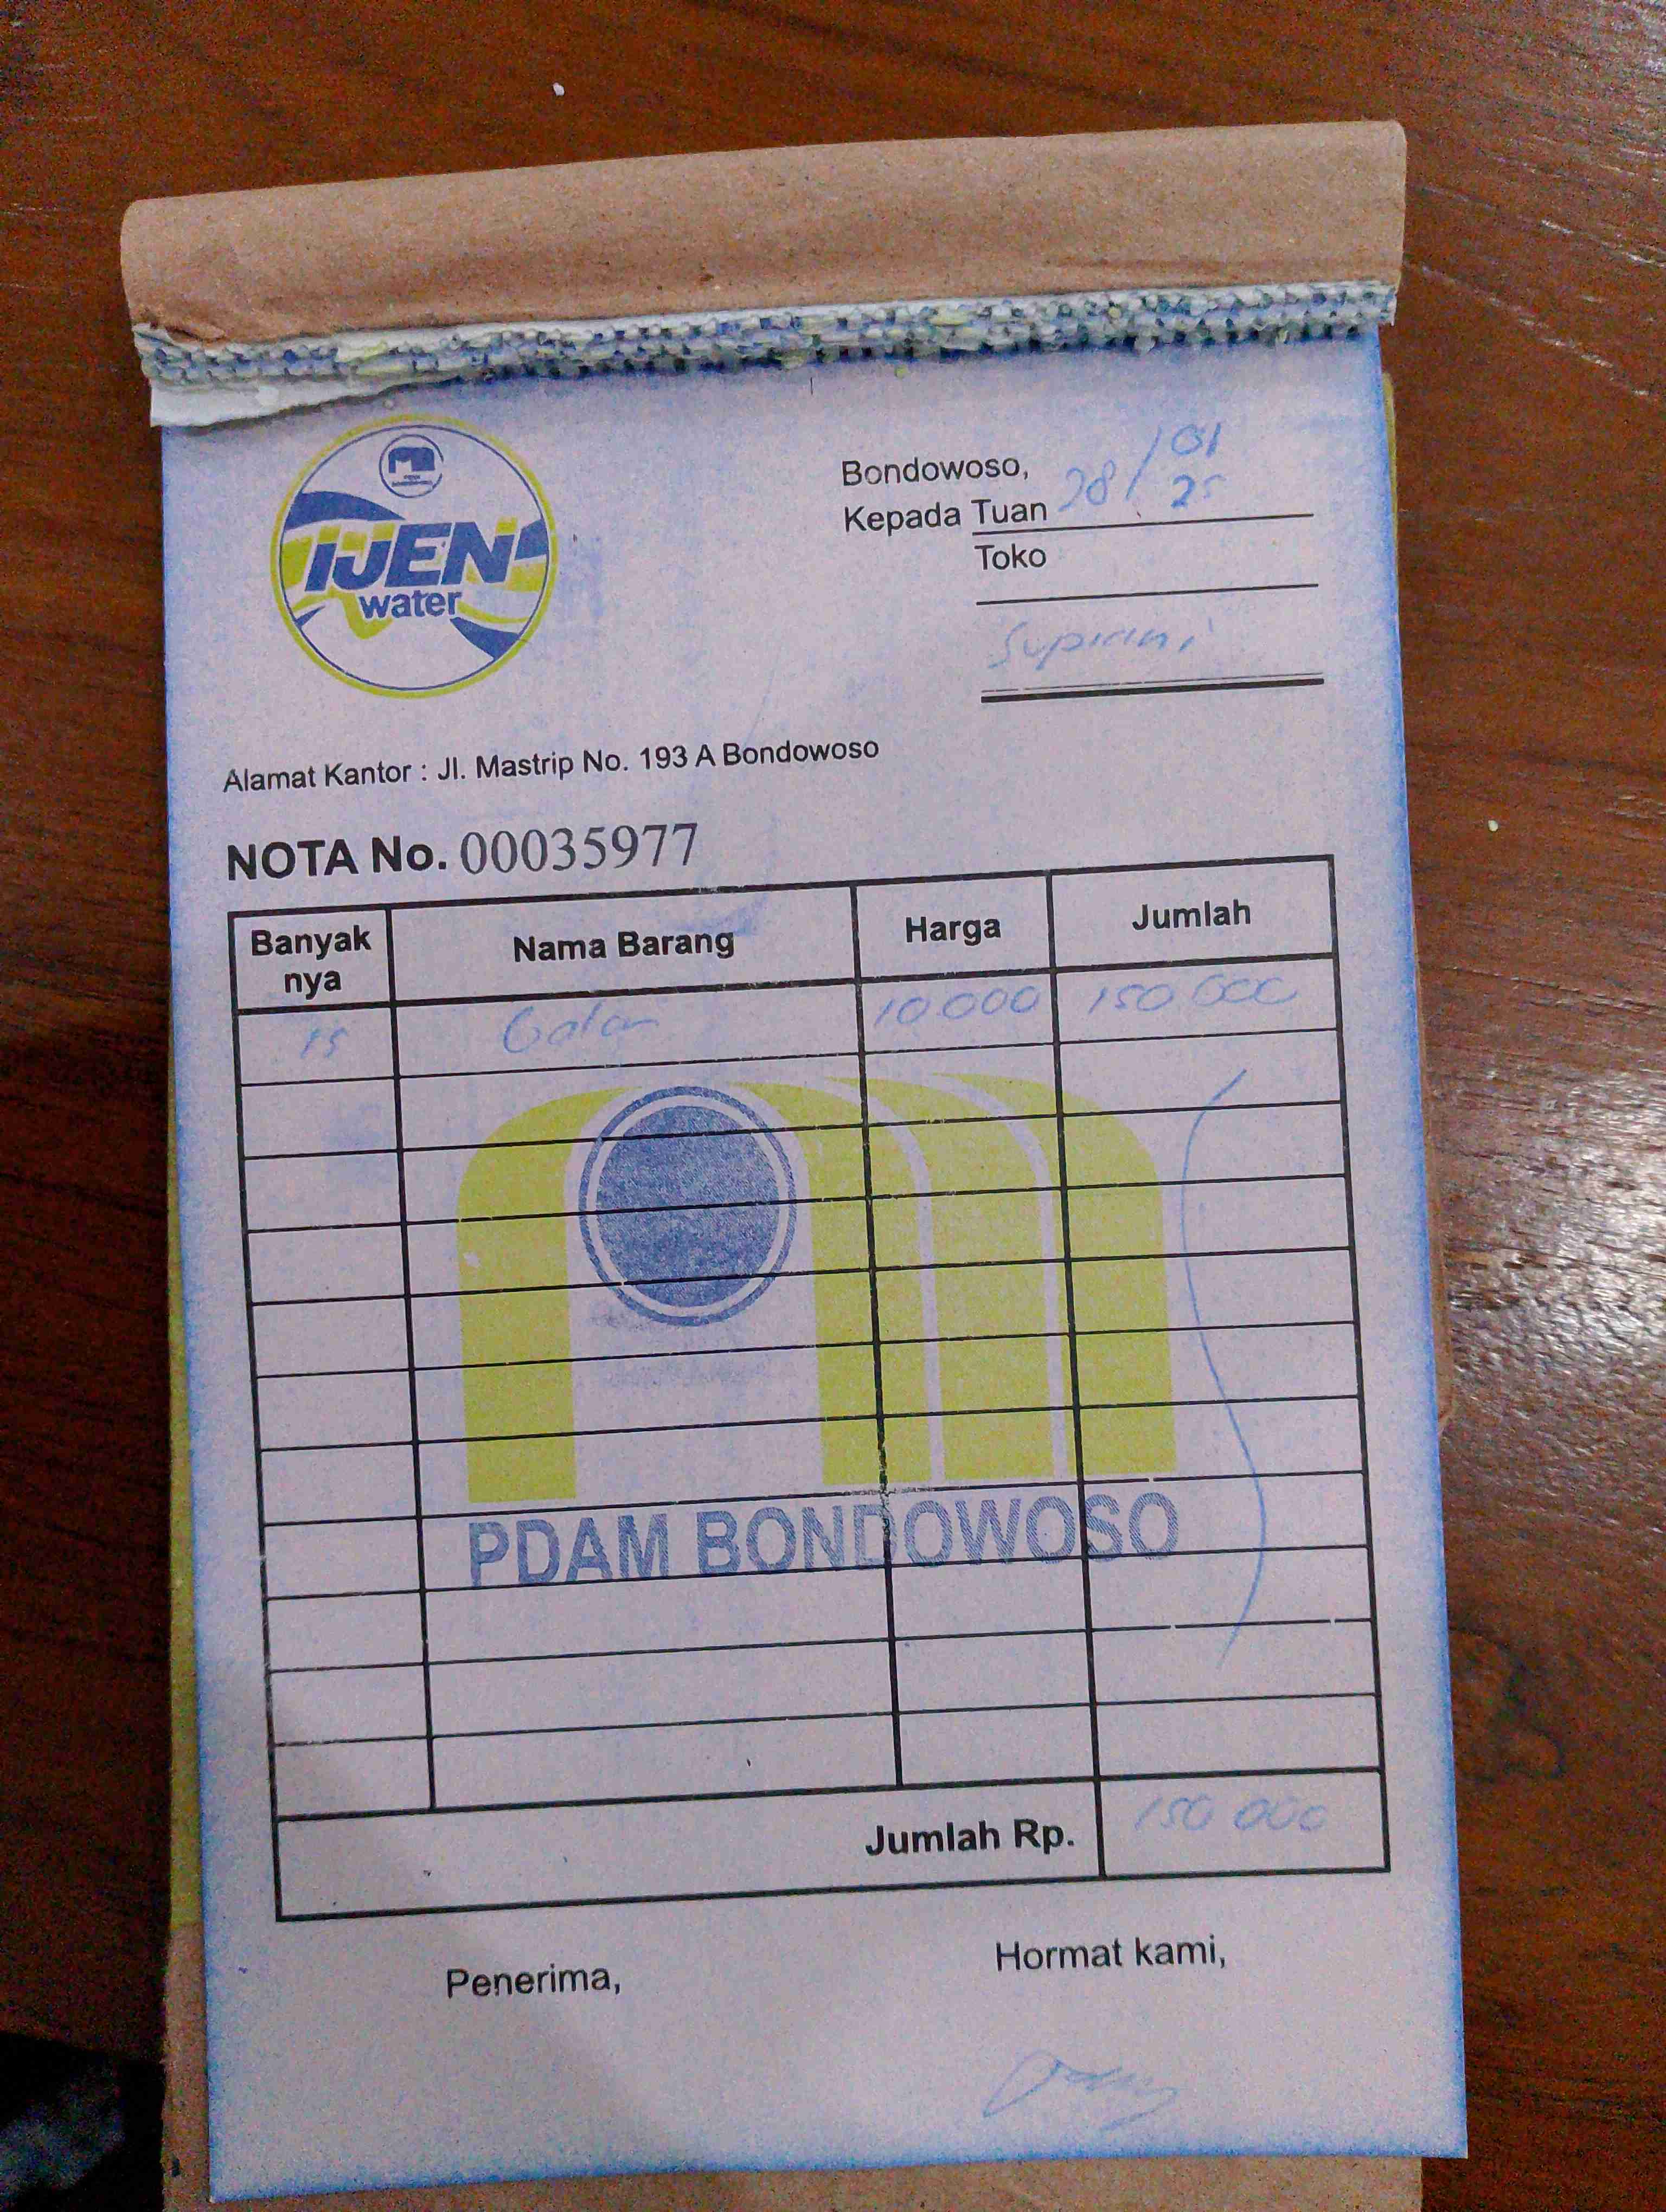 IJEN
water
Bondowoso, 28/01
Kepada Tuan 25
Toko
Alamat Kantor : Jl. Mastrip No. 193 A Bondowoso
NOTA No. 00035977
Banyak nya Nama Barang Harga Jumlah
15 Galon 10.000 150 000
PDAM BONDOWOSO
Jumlah Rp. 150 000
Penerima, Hormat kami,